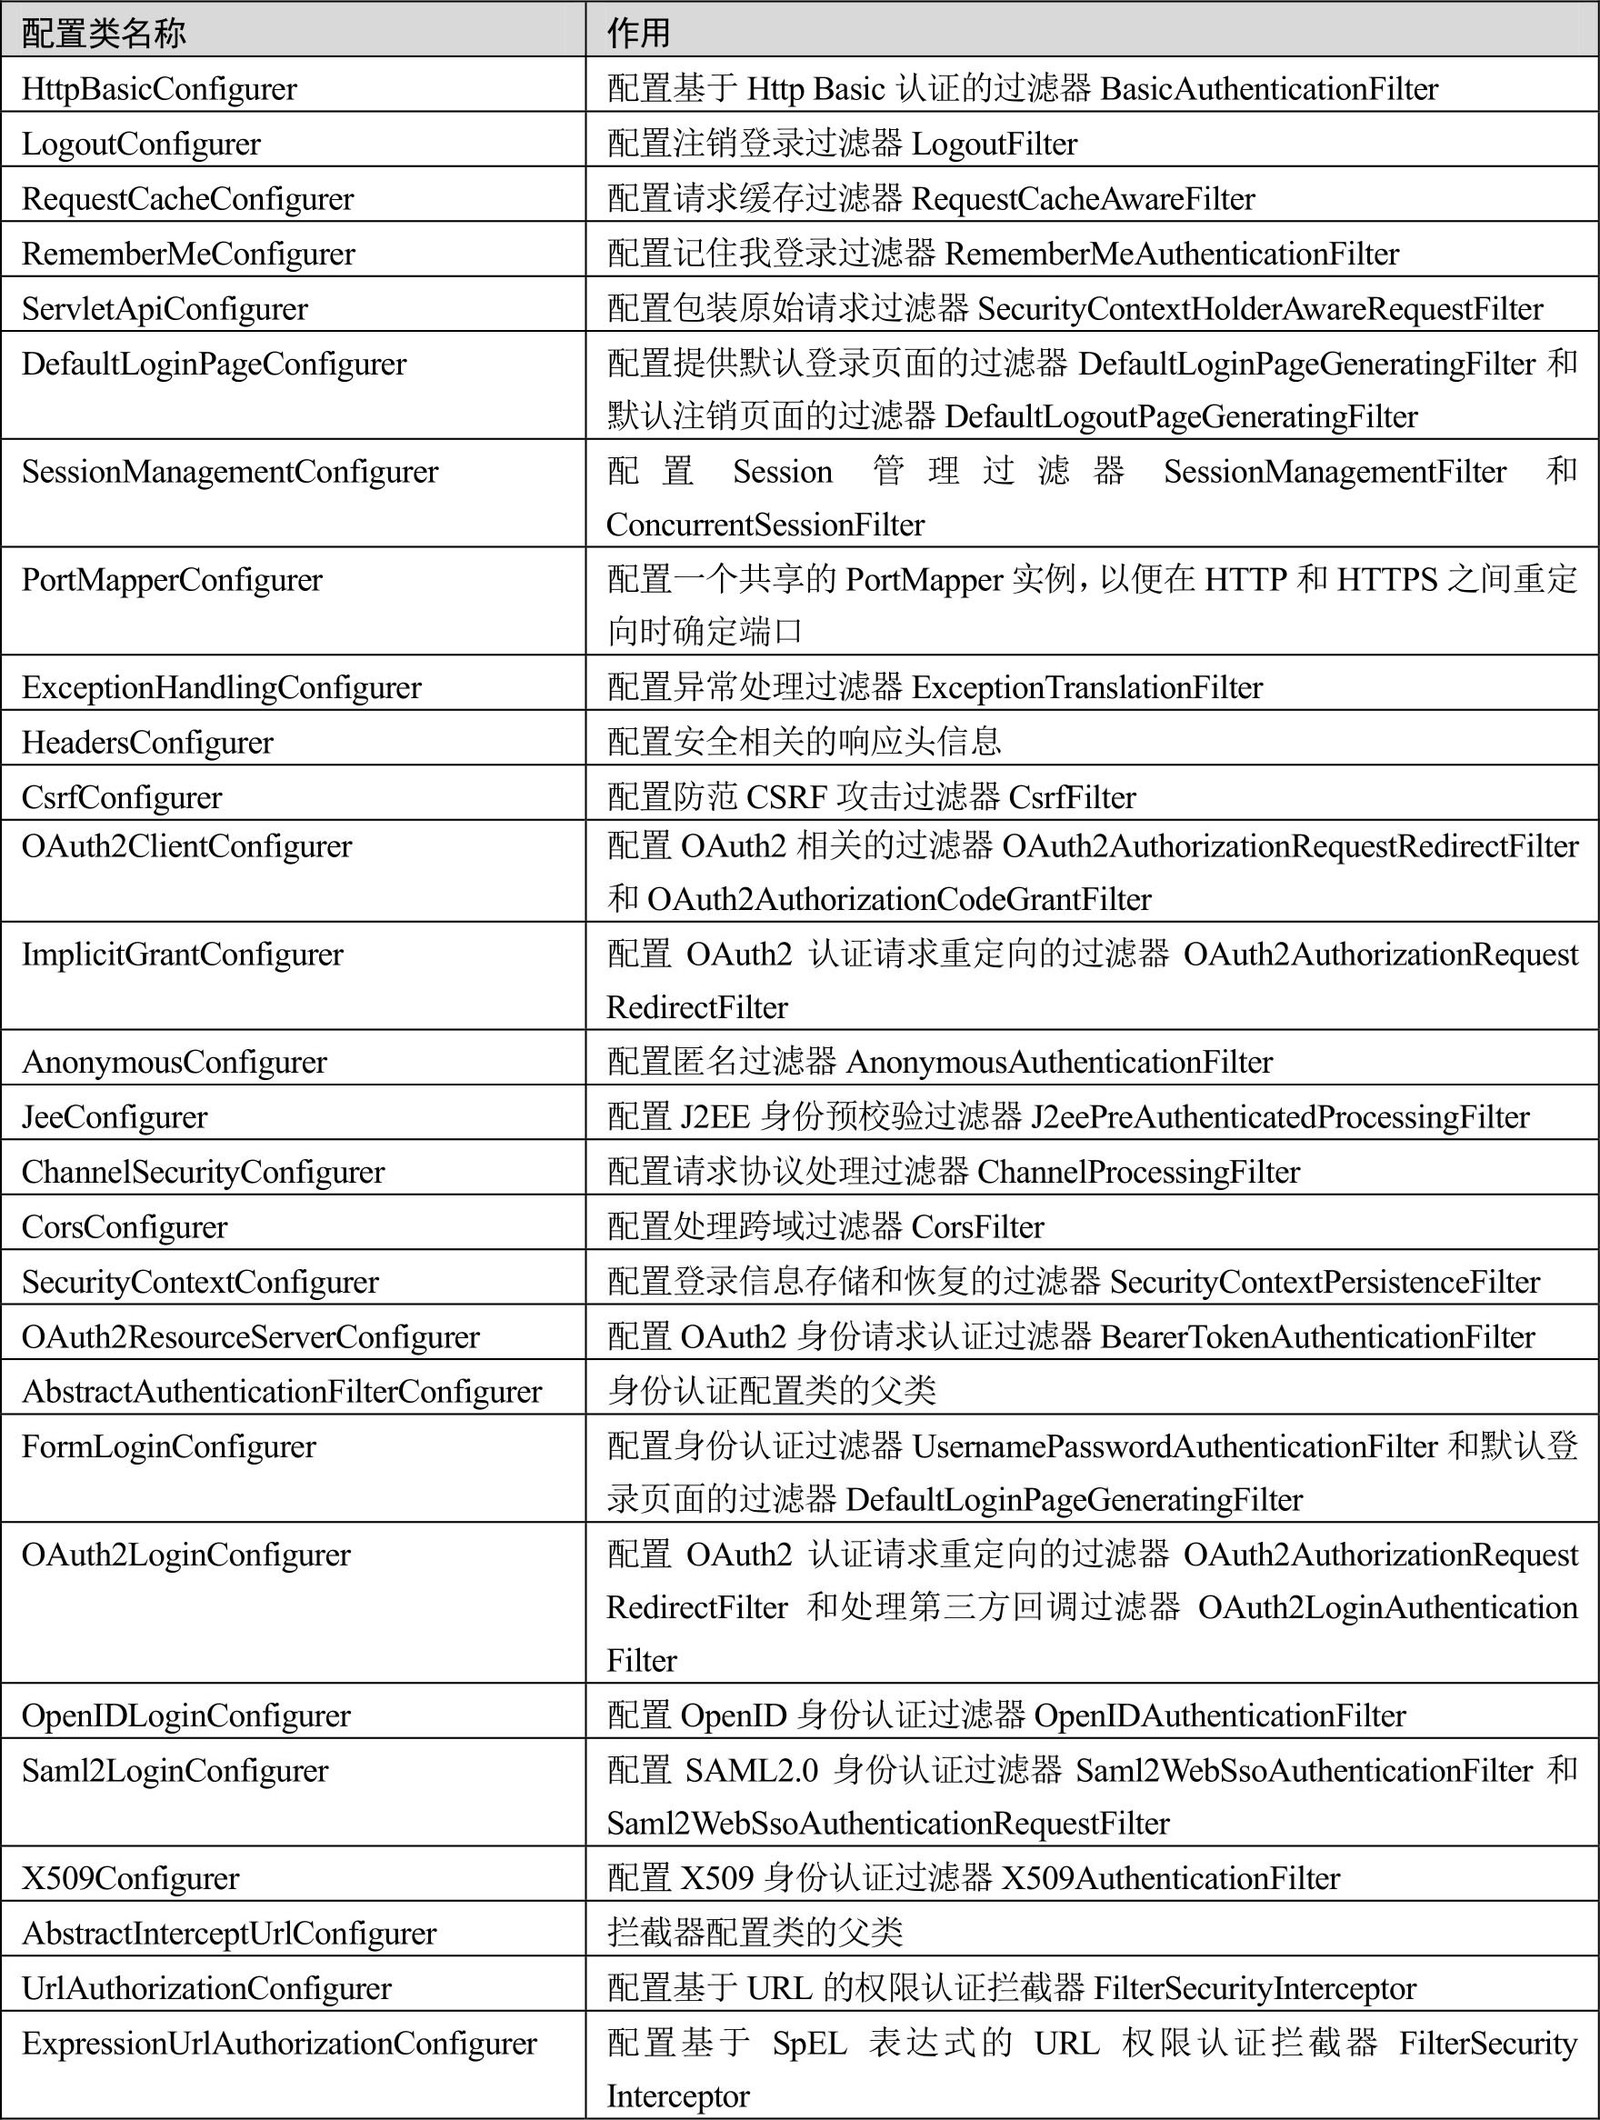 配置类名称 作用
HttpBasicConfigurer 配置基于 Http Basic 认证的过滤器 BasicAuthenticationFilter
LogoutConfigurer 配置注销登录过滤器 LogoutFilter
RequestCacheConfigurer 配置请求缓存过滤器 RequestCacheAwareFilter
RememberMeConfigurer 配置记住我登录过滤器 RememberMeAuthenticationFilter
ServletApiConfigurer 配置包装原始请求过滤器 SecurityContextHolderAwareRequestFilter
DefaultLoginPageConfigurer 配置提供默认登录页面的过滤器 DefaultLoginPageGeneratingFilter 和
默认注销页面的过滤器 DefaultLogoutPageGeneratingFilter
SessionManagementConfigurer 配置 Session 管理过滤器 SessionManagementFilter 和
ConcurrentSessionFilter
PortMapperConfigurer 配置一个共享的 PortMapper 实例，以便在 HTTP 和 HTTPS 之间重定
向时确定端口
ExceptionHandlingConfigurer 配置异常处理过滤器 ExceptionTranslationFilter
HeadersConfigurer 配置安全相关的响应头信息
CsrfConfigurer 配置防范 CSRF 攻击过滤器 CsrfFilter
OAuth2ClientConfigurer 配置 OAuth2 相关的过滤器 OAuth2AuthorizationRequestRedirectFilter
和 OAuth2AuthorizationCodeGrantFilter
ImplicitGrantConfigurer 配置 OAuth2 认证请求重定向的过滤器 OAuth2AuthorizationRequest
RedirectFilter
AnonymousConfigurer 配置匿名过滤器 AnonymousAuthenticationFilter
JeeConfigurer 配置 J2EE 身份预校验过滤器 J2eePreAuthenticatedProcessingFilter
ChannelSecurityConfigurer 配置请求协议处理过滤器 ChannelProcessingFilter
CorsConfigurer 配置处理跨域过滤器 CorsFilter
SecurityContextConfigurer 配置登录信息存储和恢复的过滤器 SecurityContextPersistenceFilter
OAuth2ResourceServerConfigurer 配置 OAuth2 身份请求认证过滤器 BearerTokenAuthenticationFilter
AbstractAuthenticationFilterConfigurer 身份认证配置类的父类
FormLoginConfigurer 配置身份认证过滤器 UsernamePasswordAuthenticationFilter 和默认登
录页面的过滤器 DefaultLoginPageGeneratingFilter
OAuth2LoginConfigurer 配置 OAuth2 认证请求重定向的过滤器 OAuth2AuthorizationRequest
RedirectFilter 和处理第三方回调过滤器 OAuth2LoginAuthentication
Filter
OpenIDLoginConfigurer 配置 OpenID 身份认证过滤器 OpenIDAuthenticationFilter
Saml2LoginConfigurer 配置 SAML2.0 身份认证过滤器 Saml2WebSsoAuthenticationFilter 和
Saml2WebSsoAuthenticationRequestFilter
X509Configurer 配置 X509 身份认证过滤器 X509AuthenticationFilter
AbstractInterceptUrlConfigurer 拦截器配置类的父类
UrlAuthorizationConfigurer 配置基于 URL 的权限认证拦截器 FilterSecurityInterceptor
ExpressionUrlAuthorizationConfigurer 配置基于 SpEL 表达式的 URL 权限认证拦截器 FilterSecurity
Interceptor